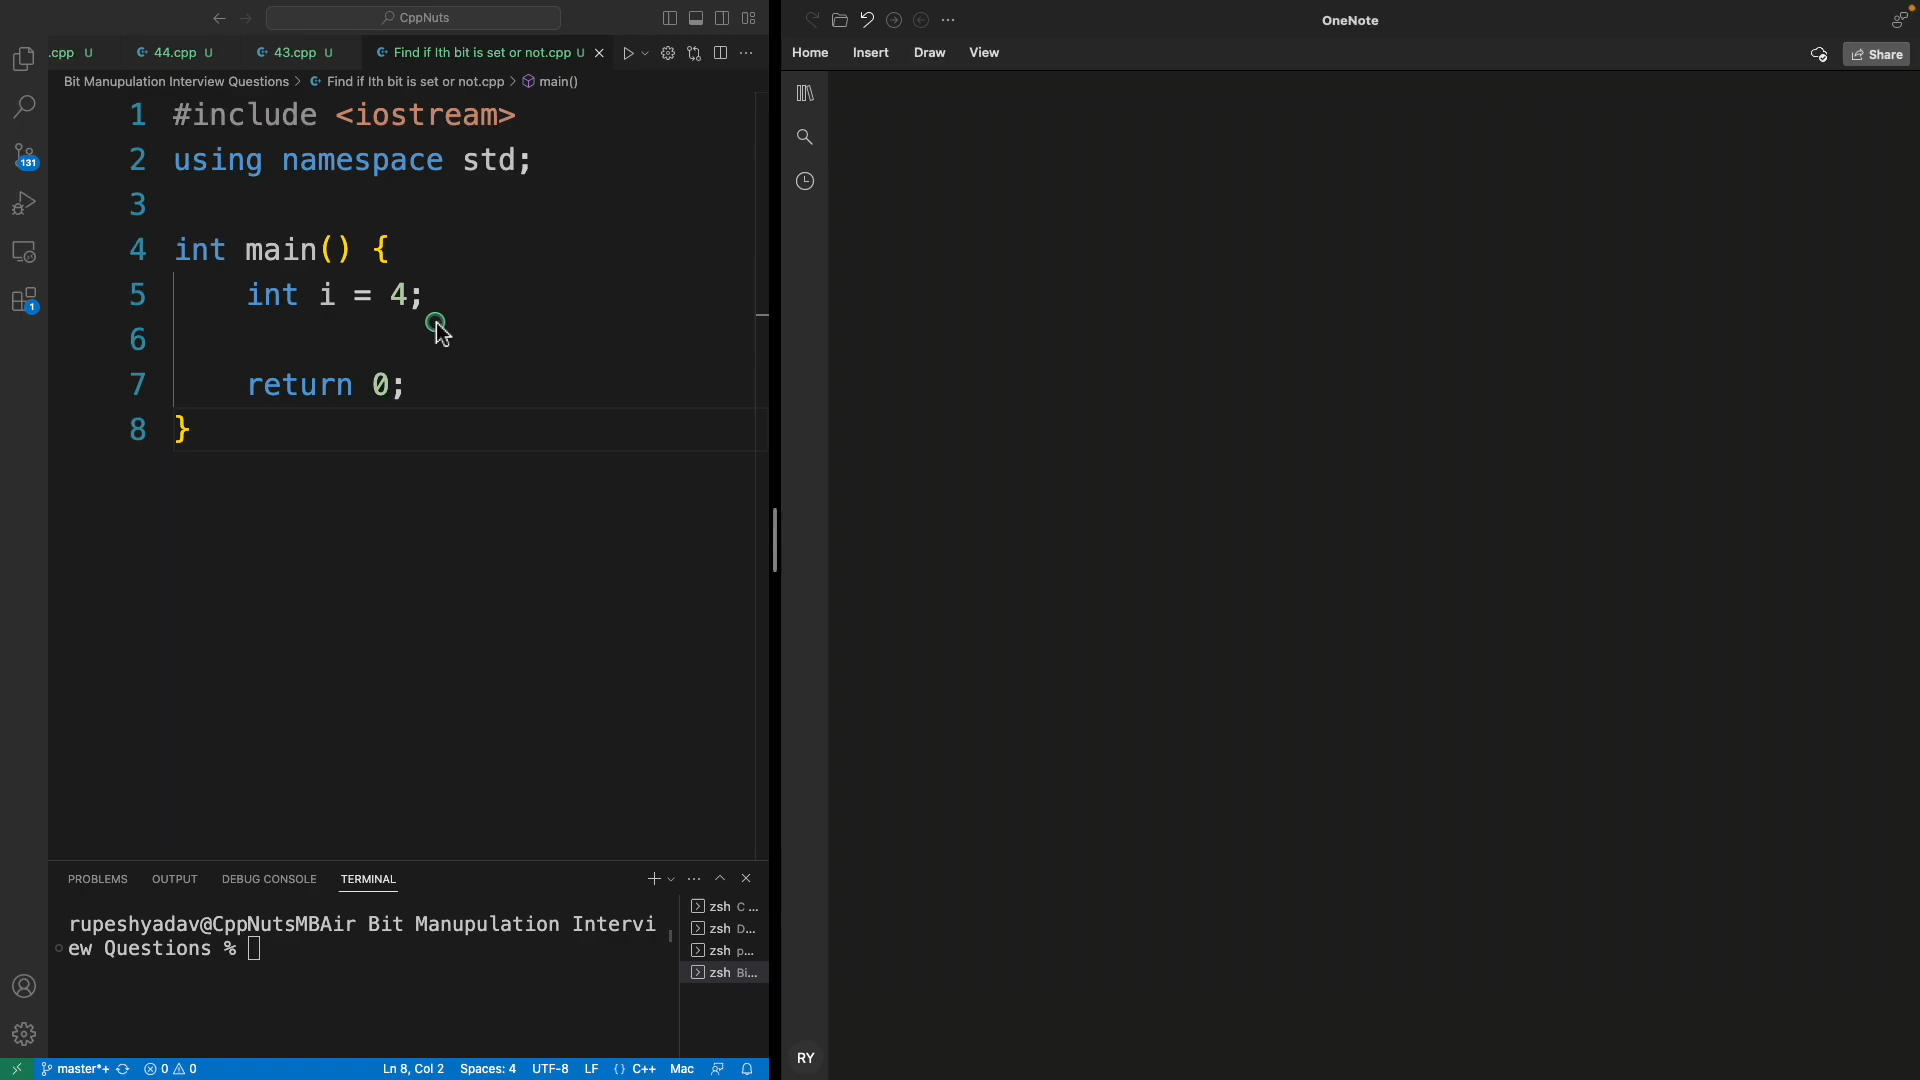 CppNuts
.cpp U
44.cpp U
43.cpp U
Find if Ith bit is set or not.cpp U
Bit Manupulation Interview Questions > Find if Ith bit is set or not.cpp > main()
1 #include <iostream>
2 using namespace std;
3
4 int main() {
5 int i = 4;
6
7 return 0;
8 }
131
1
PROBLEMS OUTPUT DEBUG CONSOLE TERMINAL
rupeshyadav@CppNutsMBAir Bit Manupulation Intervi
ew Questions %
zsh C ...
zsh D...
zsh p...
zsh Bi...
master*+ 0 0 Ln 8, Col 2 Spaces: 4 UTF-8 LF {} C++ Mac
OneNote
Home Insert Draw View
Share
RY